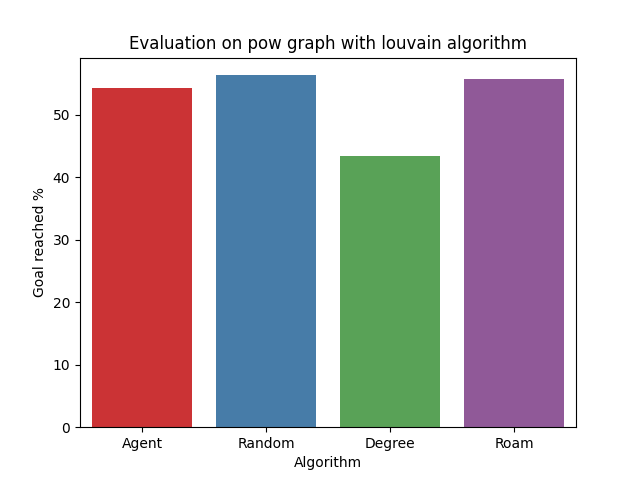 Evaluation on pow graph with louvain algorithm
Goal reached %
50
40
30
20
10
0
Agent Random Degree Roam
Algorithm